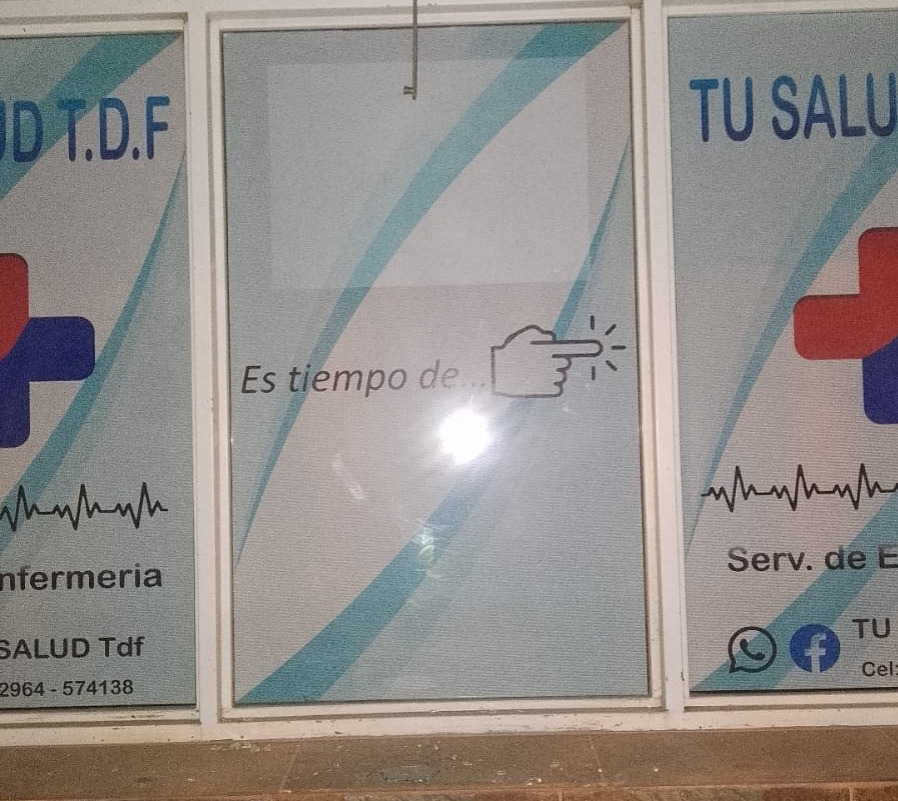 UD T.D.F
nfermeria
SALUD Tdf
2964 - 574138
Es tiempo de...
TU SALU
Serv. de E
TU
Cel: